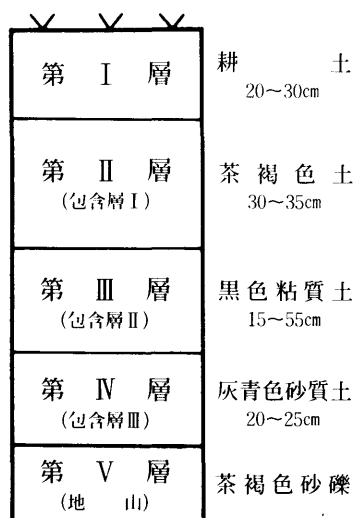 第 Ⅰ 層
耕 土
20〜30㎝
第 Ⅱ 層
(包含層Ⅰ)
茶褐色土
30〜35㎝
第 Ⅲ 層
(包含層Ⅱ)
黒色粘質土
15〜55㎝
第 Ⅳ 層
(包含層Ⅲ)
灰青色砂質土
20〜25㎝
第 Ⅴ 層
(地 山)
茶褐色砂礫